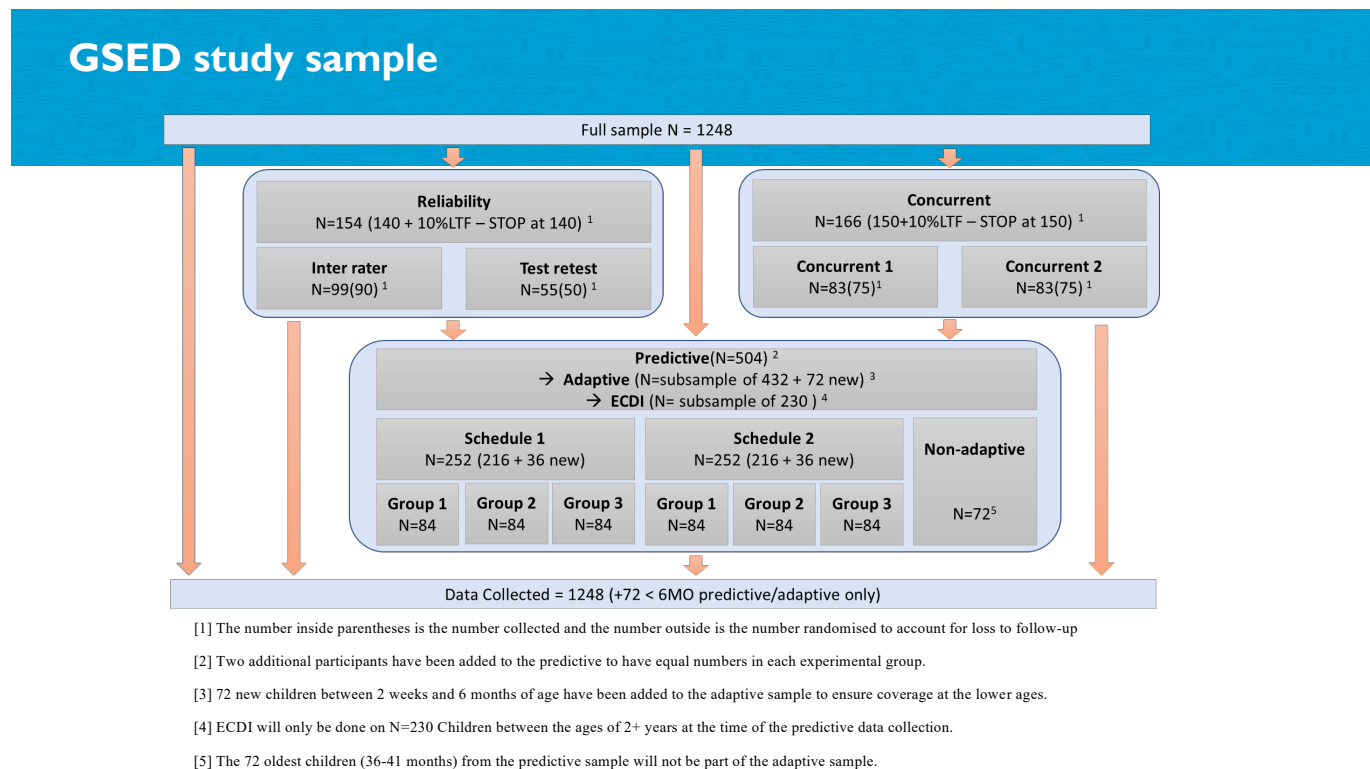 GSED study sample
Full sample N = 1248
Reliability
N=154 (140 + 10%LTF – STOP at 140) 1
Inter rater
N=99(90) 1
Test retest
N=55(50) 1
Concurrent
N=166 (150+10%LTF – STOP at 150) 1
Concurrent 1
N=83(75)1
Concurrent 2
N=83(75) 1
Predictive(N=504) 2
→ Adaptive (N=subsample of 432 + 72 new) 3
→ ECDI (N= subsample of 230 ) 4
Schedule 1
N=252 (216 + 36 new)
Group 1
N=84
Group 2
N=84
Group 3
N=84
Schedule 2
N=252 (216 + 36 new)
Group 1
N=84
Group 2
N=84
Group 3
N=84
Non-adaptive
N=725
Data Collected = 1248 (+72 < 6MO predictive/adaptive only)
[1] The number inside parentheses is the number collected and the number outside is the number randomised to account for loss to follow-up
[2] Two additional participants have been added to the predictive to have equal numbers in each experimental group.
[3] 72 new children between 2 weeks and 6 months of age have been added to the adaptive sample to ensure coverage at the lower ages.
[4] ECDI will only be done on N=230 Children between the ages of 2+ years at the time of the predictive data collection.
[5] The 72 oldest children (36-41 months) from the predictive sample will not be part of the adaptive sample.